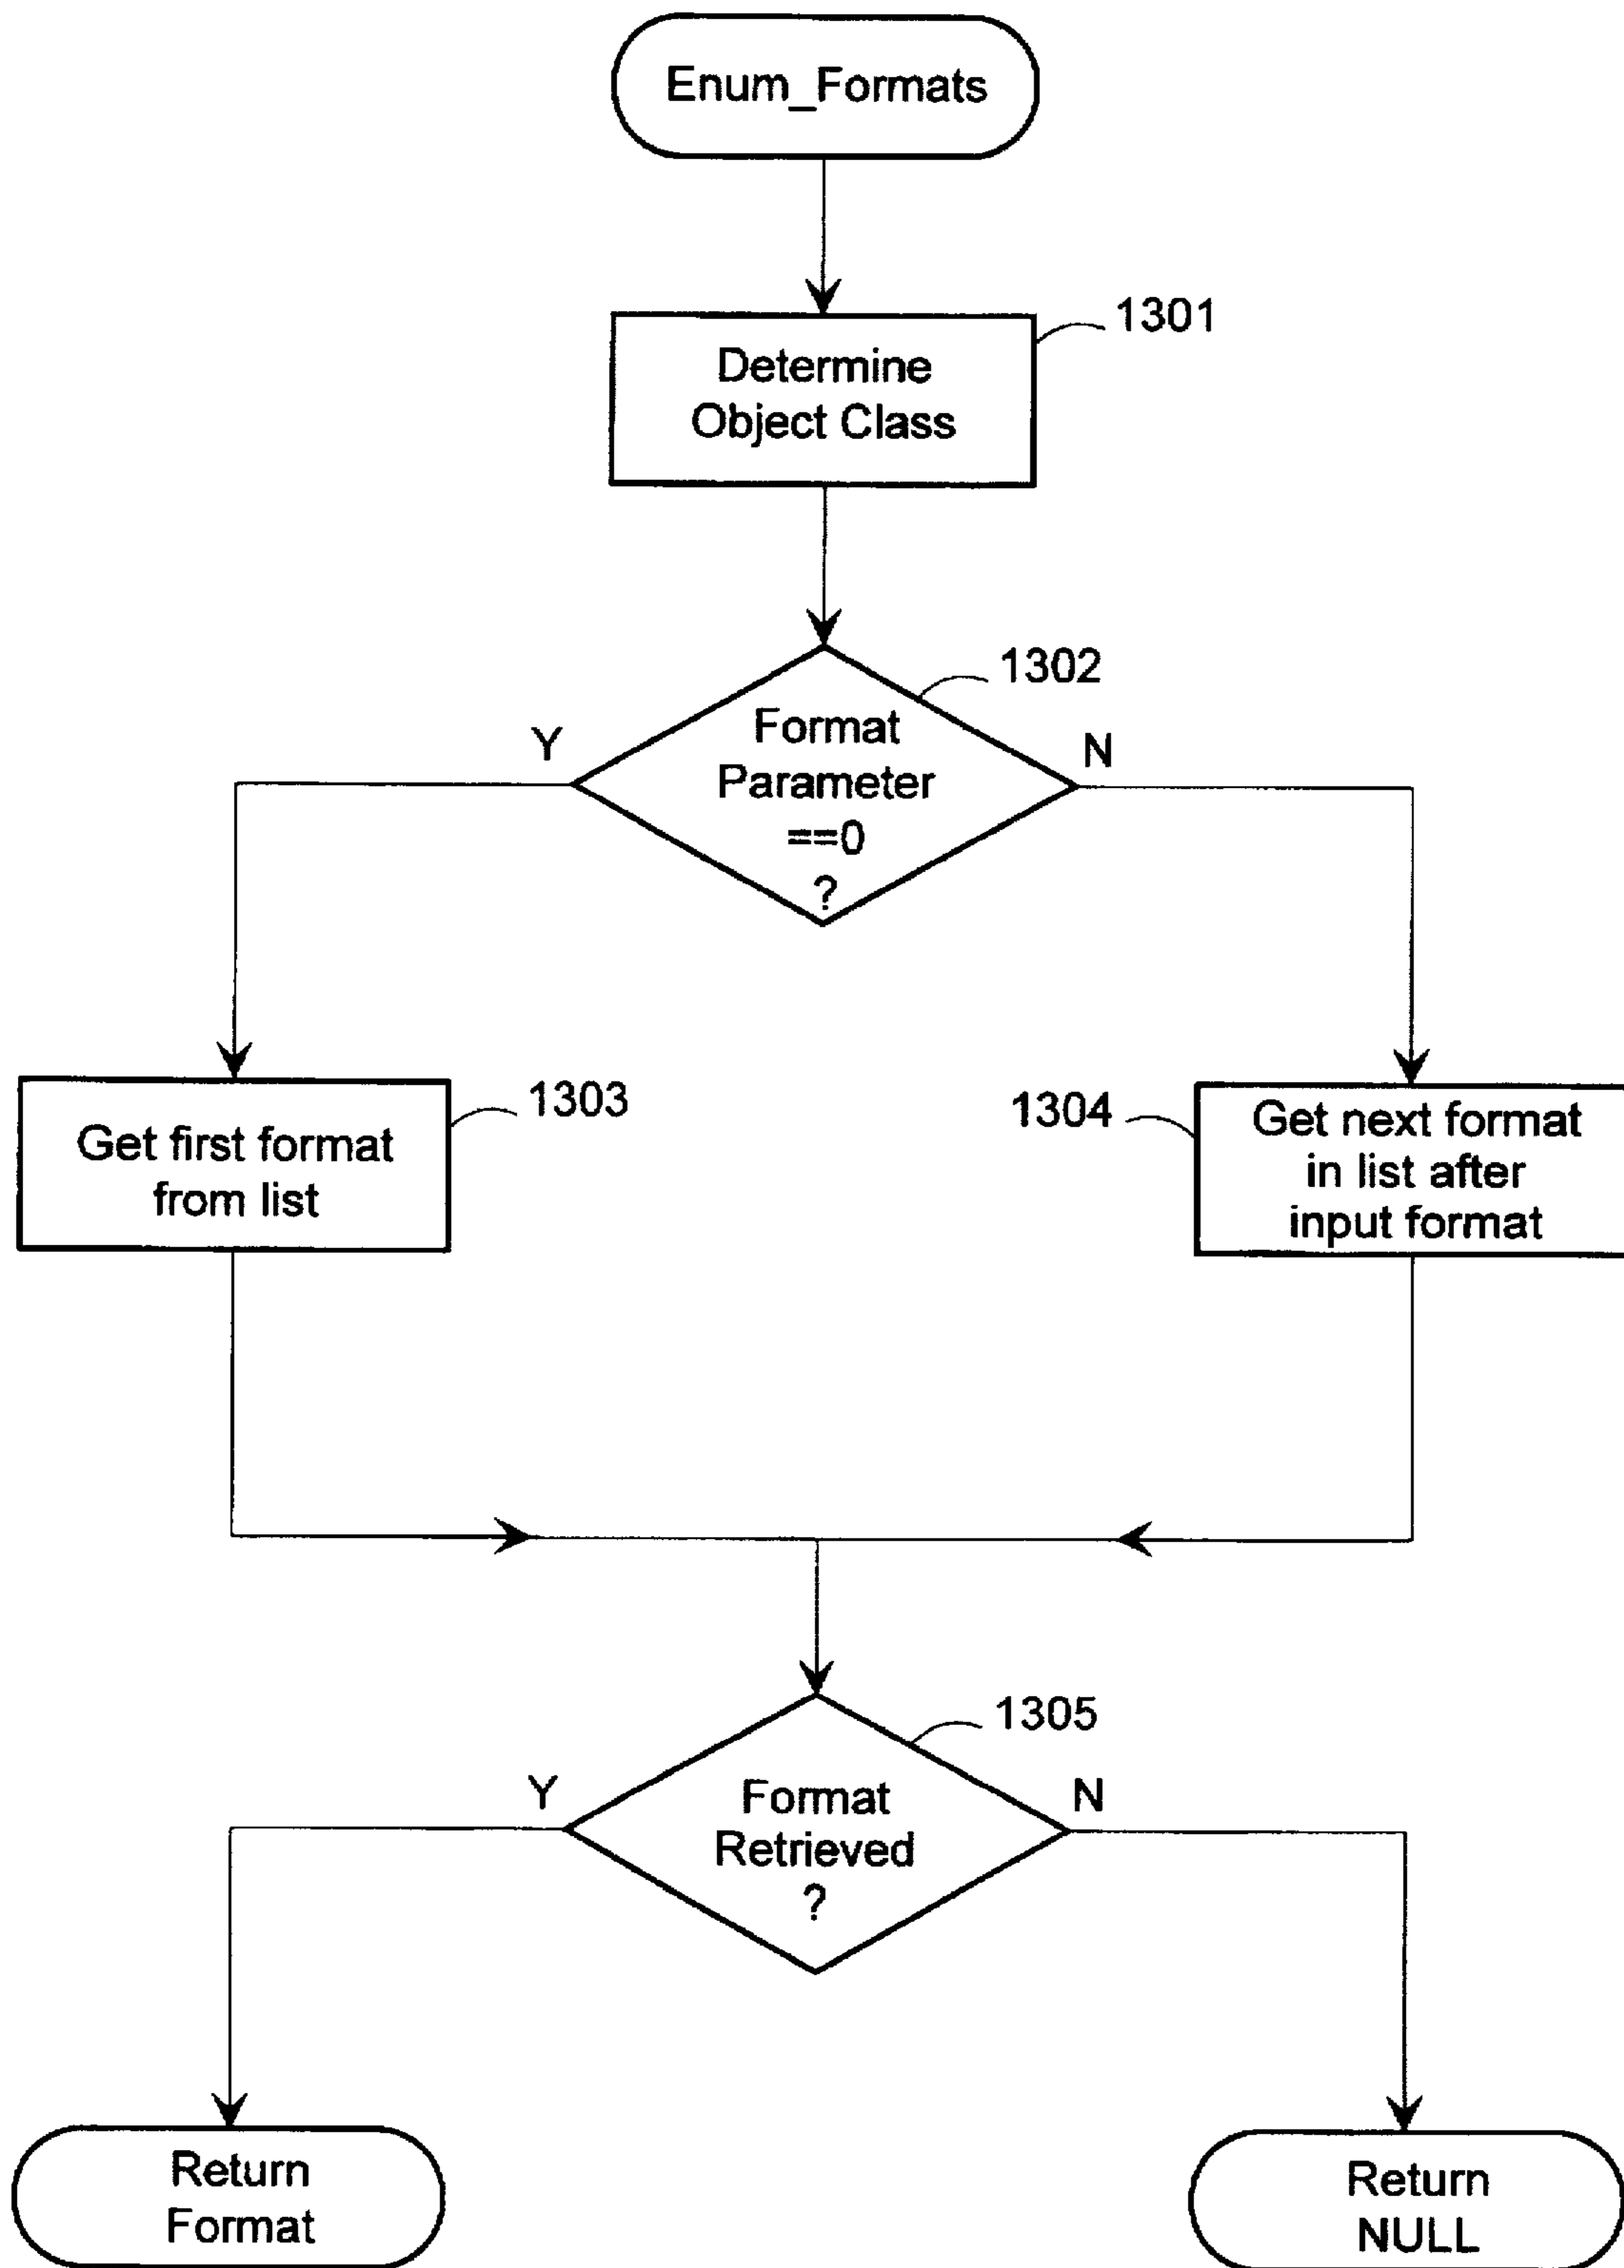 Enum_Formats
1301
Determine
Object Class
1302
Y
N
Format
Parameter
==0
?
1303
1304
Get first format
from list
Get next format
in list after
input format
1305
Y
N
Format
Retrieved
?
Return
Format
Return
NULL